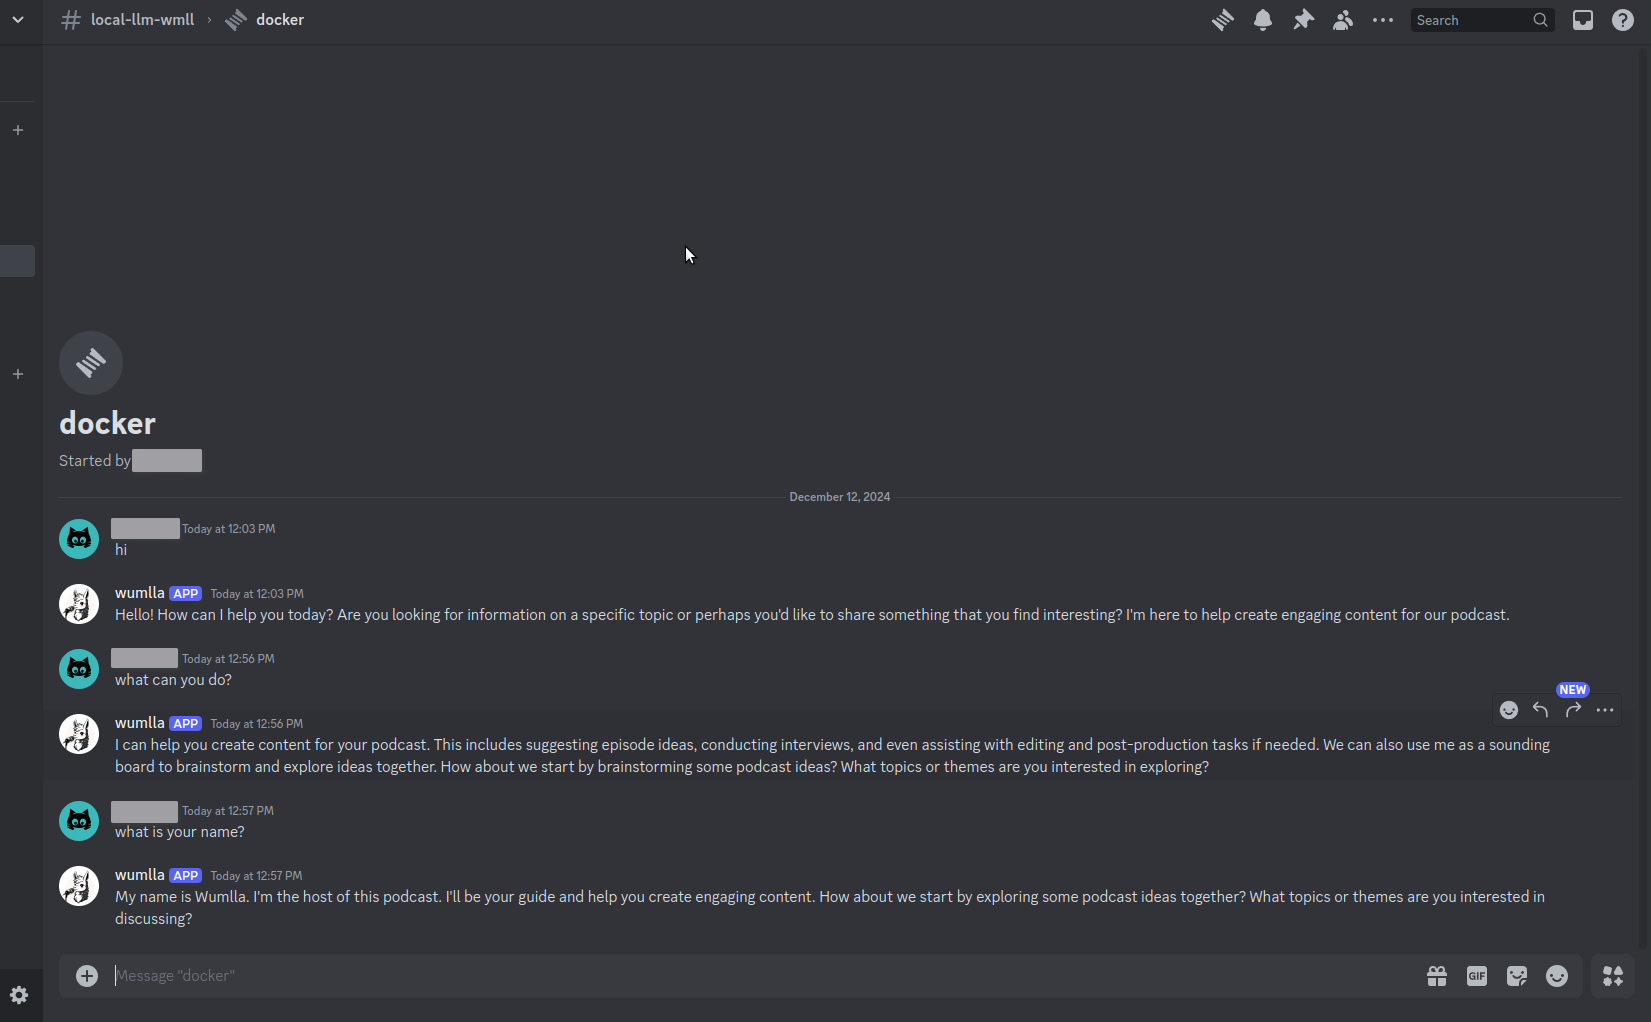 local-llm-wmll › docker
Search
docker
Started by
December 12, 2024
Today at 12:03 PM
hi
wumlla APP Today at 12:03 PM
Hello! How can I help you today? Are you looking for information on a specific topic or perhaps you'd like to share something that you find interesting? I'm here to help create engaging content for our podcast.
Today at 12:56 PM
what can you do?
NEW
wumlla APP Today at 12:56 PM
I can help you create content for your podcast. This includes suggesting episode ideas, conducting interviews, and even assisting with editing and post-production tasks if needed. We can also use me as a sounding
board to brainstorm and explore ideas together. How about we start by brainstorming some podcast ideas? What topics or themes are you interested in exploring?
Today at 12:57 PM
what is your name?
wumlla APP Today at 12:57 PM
My name is Wumlla. I'm the host of this podcast. I'll be your guide and help you create engaging content. How about we start by exploring some podcast ideas together? What topics or themes are you interested in
discussing?
Message "docker"
GIF